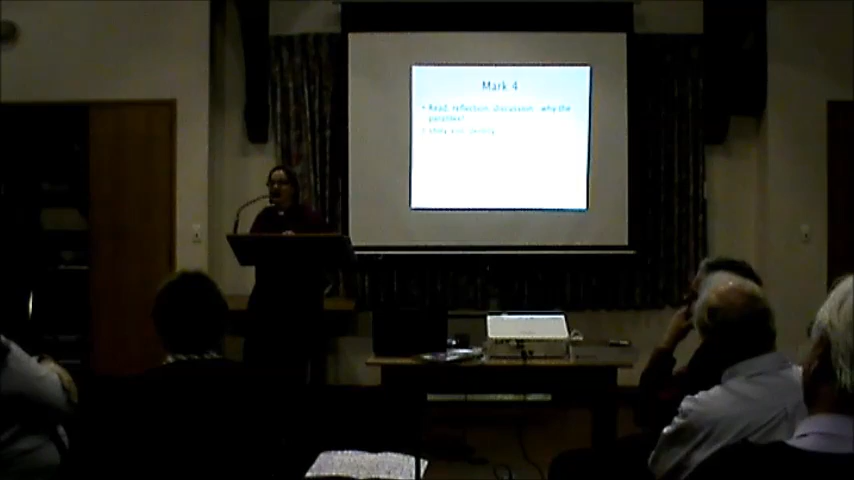 Mark 4
• Read, reflection, discussion: why the
parables?